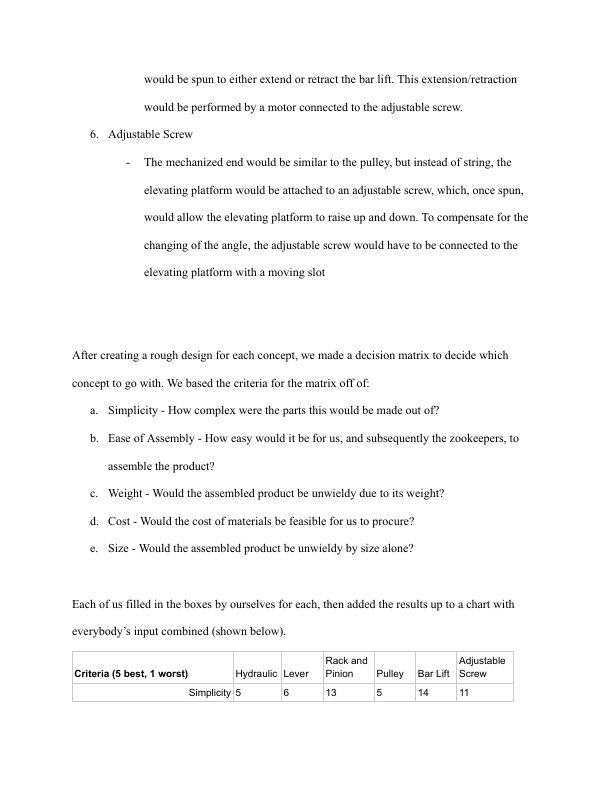 would be spun to either extend or retract the bar lift. This extension/retraction
would be performed by a motor connected to the adjustable screw.
6. Adjustable Screw
- The mechanized end would be similar to the pulley, but instead of string, the
elevating platform would be attached to an adjustable screw, which, once spun,
would allow the elevating platform to raise up and down. To compensate for the
changing of the angle, the adjustable screw would have to be connected to the
elevating platform with a moving slot
After creating a rough design for each concept, we made a decision matrix to decide which
concept to go with. We based the criteria for the matrix off of:
a. Simplicity - How complex were the parts this would be made out of?
b. Ease of Assembly - How easy would it be for us, and subsequently the zookeepers, to
assemble the product?
c. Weight - Would the assembled product be unwieldy due to its weight?
d. Cost - Would the cost of materials be feasible for us to procure?
e. Size - Would the assembled product be unwieldy by size alone?
Each of us filled in the boxes by ourselves for each, then added the results up to a chart with
everybody's input combined (shown below).
Criteria (5 best, 1 worst) Hydraulic Lever Rack and Pinion Pulley Bar Lift Adjustable Screw
Simplicity 5 6 13 5 14 11